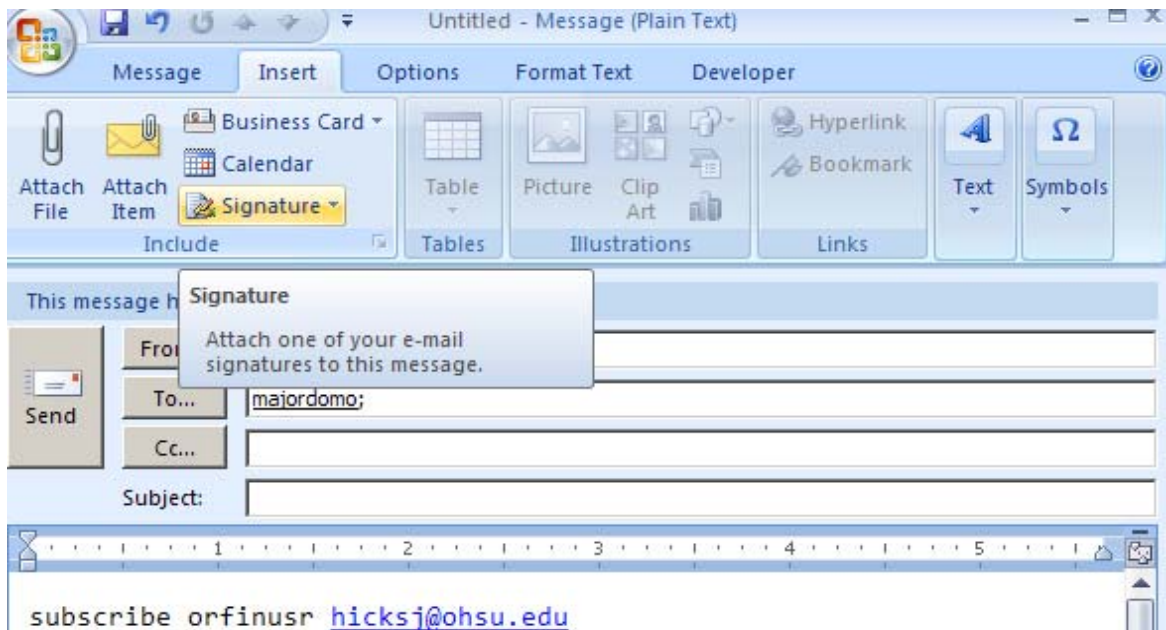 Untitled - Message (Plain Text)
Message Insert Options Format Text Developer
Business Card
Calendar
Signature
Attach File
Attach Item
Include
Table
Tables
Picture
Clip Art
Illustrations
Hyperlink
Bookmark
Links
Text
Symbols
This message h
Signature
Attach one of your e-mail
signatures to this message.
Send
To... majordomo;
Cc...
Subject:
1 2 3 4 5
subscribe orfinusr hicksj@ohsu.edu